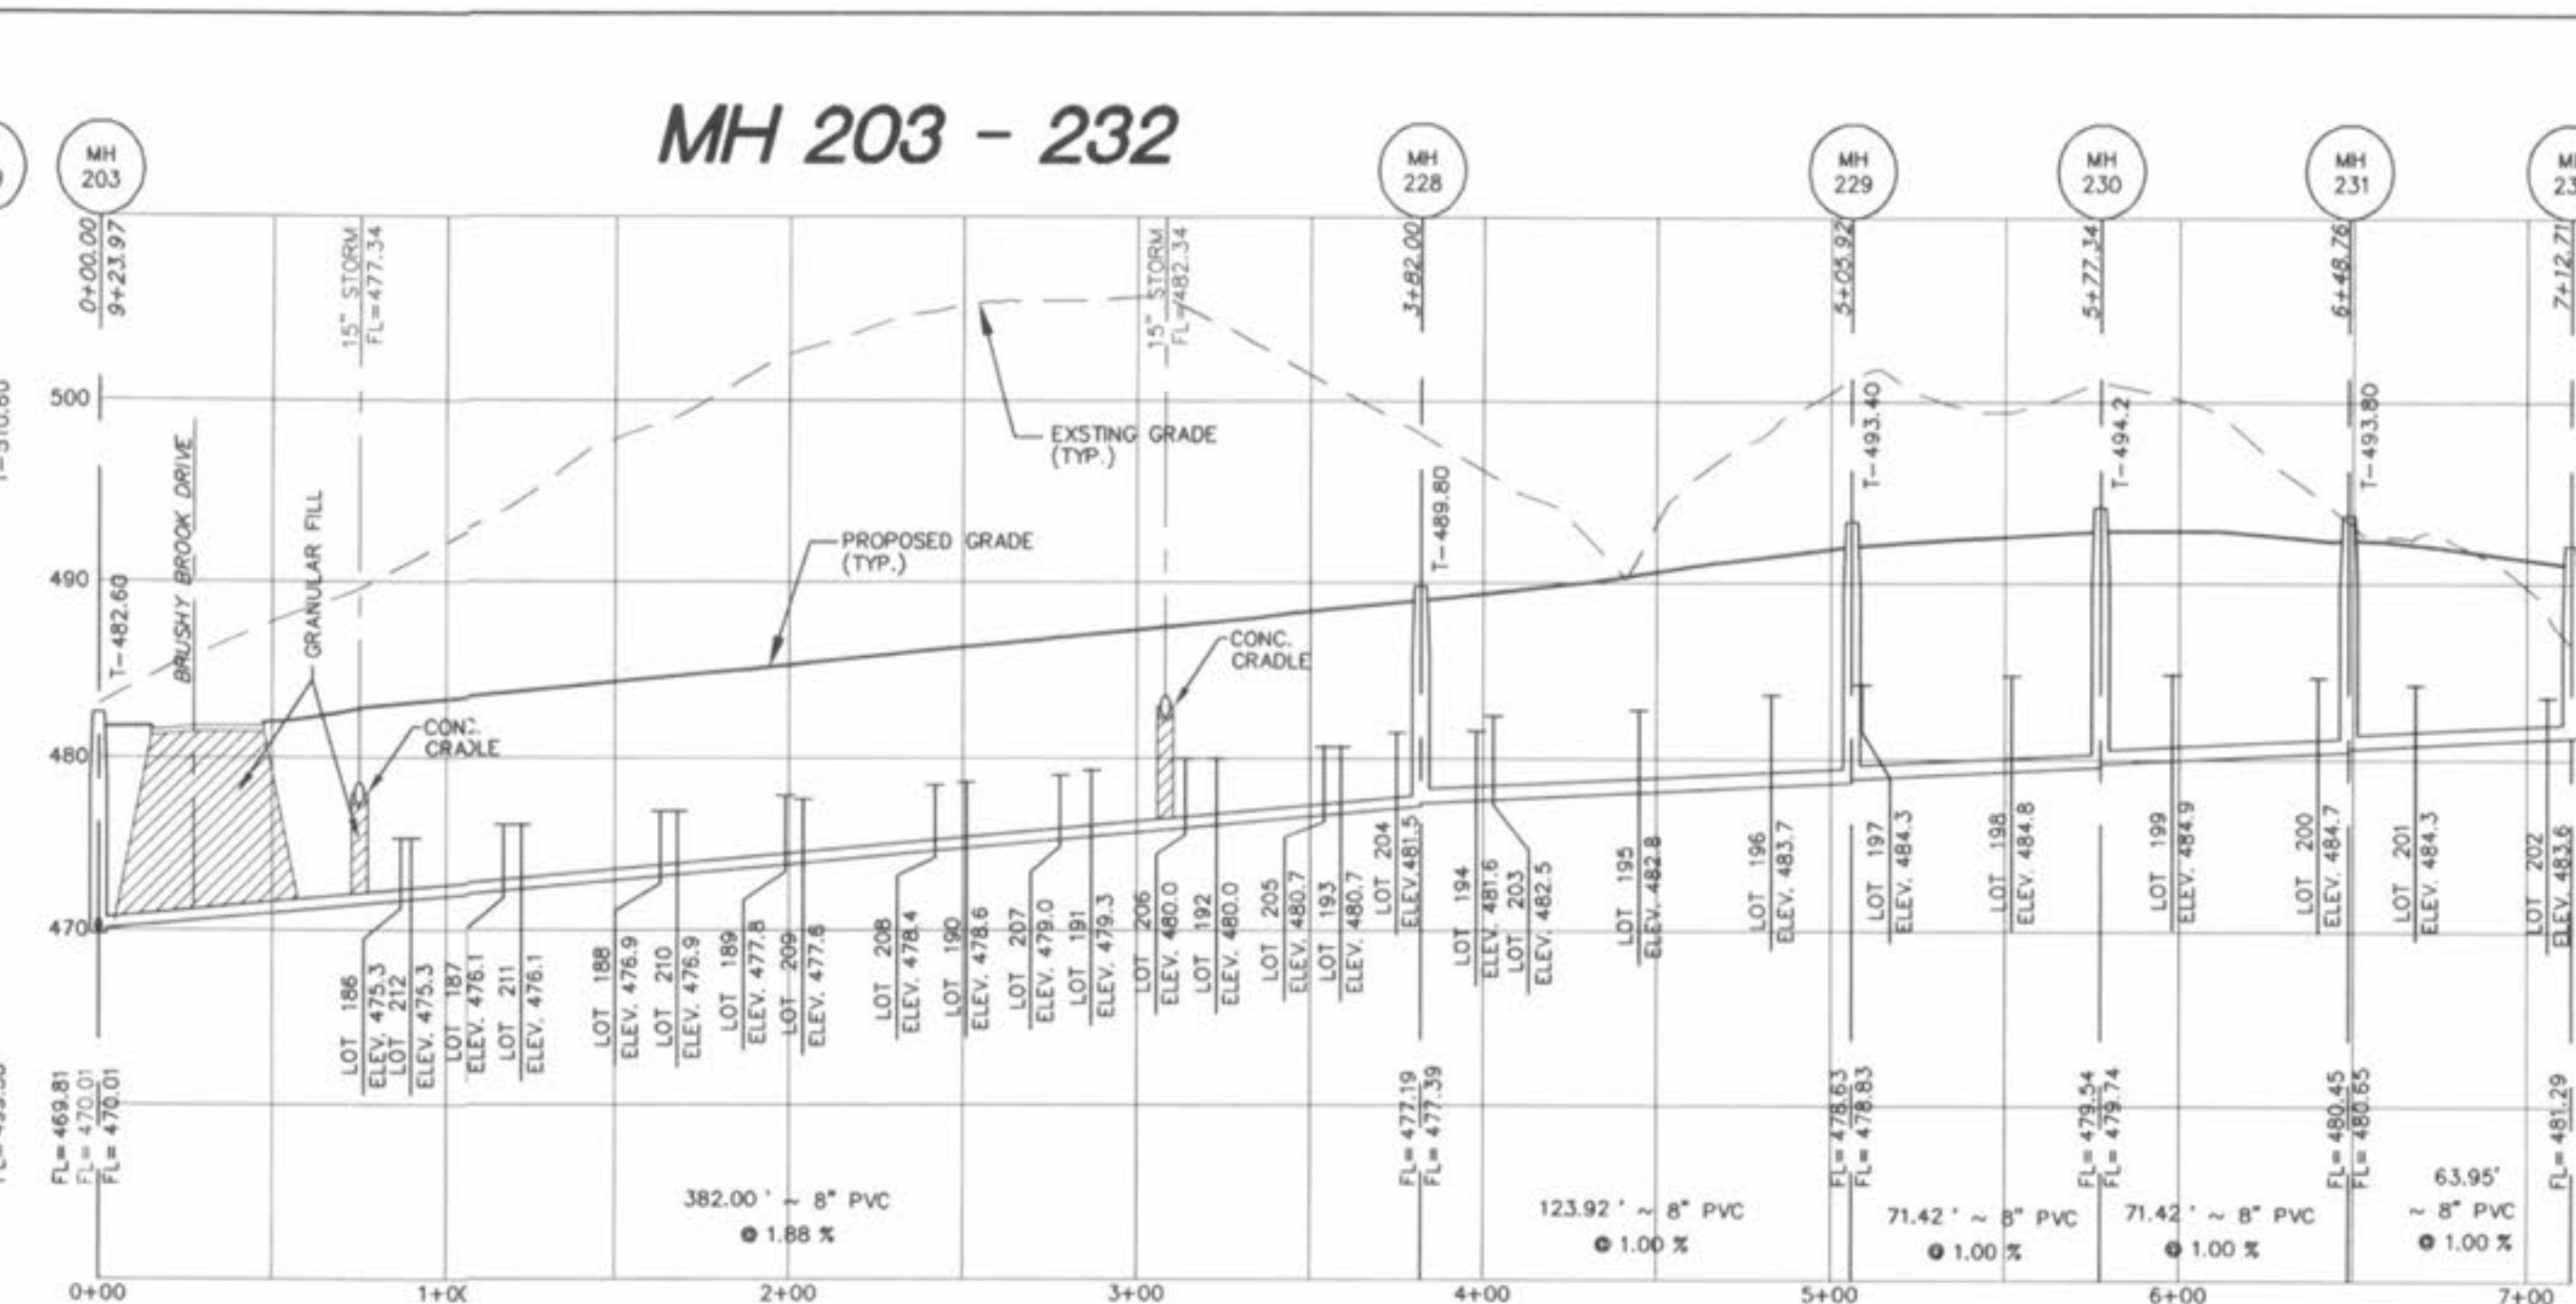 MH 203 - 232
MH
203
MH
228
MH
229
MH
230
MH
231
0+00.00
9+23.97
15" STORM
FL=477.34
15" STORM
FL=482.34
3+82.00
5+05.92
5+77.34
6+48.76
7+12.71
500
490
480
470
T-482.60
BRUSHY BROOK DRIVE
GRANULAR FILL
EXSTING GRADE
(TYP.)
PROPOSED GRADE
(TYP.)
CONC.
CRADLE
CONC.
CRADLE
T-489.80
T-493.40
T-494.2
T-493.80
LOT 186
ELEV. 475.3
LOT 212
ELEV. 475.3
LOT 187
ELEV. 476.1
LOT 211
ELEV. 476.1
LOT 188
ELEV. 476.9
LOT 210
ELEV. 476.9
LOT 189
ELEV. 477.8
LOT 209
ELEV. 477.6
LOT 208
ELEV. 478.4
LOT 190
ELEV. 478.6
LOT 207
ELEV. 479.0
LOT 191
ELEV. 479.3
LOT 206
ELEV. 480.0
LOT 192
ELEV. 480.0
LOT 205
ELEV. 480.7
LOT 193
ELEV. 480.7
LOT 204
ELEV. 481.5
LOT 194
ELEV. 481.6
LOT 203
ELEV. 482.5
LOT 195
ELEV. 482.8
LOT 196
ELEV. 483.7
LOT 197
ELEV. 484.3
LOT 198
ELEV. 484.8
LOT 199
ELEV. 484.9
LOT 200
ELEV. 484.7
LOT 201
ELEV. 484.3
LOT 202
ELEV. 483.6
FL= 469.81
FL= 470.01
FL= 470.01
FL= 477.19
FL= 477.39
FL= 478.63
FL= 478.83
FL= 479.54
FL= 479.74
FL= 480.45
FL= 480.65
FL= 481.29
382.00 ' ~ 8" PVC
@ 1.88 %
123.92 ' ~ 8" PVC
@ 1.00 %
71.42 ' ~ 8" PVC
@ 1.00 %
71.42 ' ~ 8" PVC
@ 1.00 %
63.95'
~ 8" PVC
@ 1.00 %
0+00
1+00
2+00
3+00
4+00
5+00
6+00
7+00